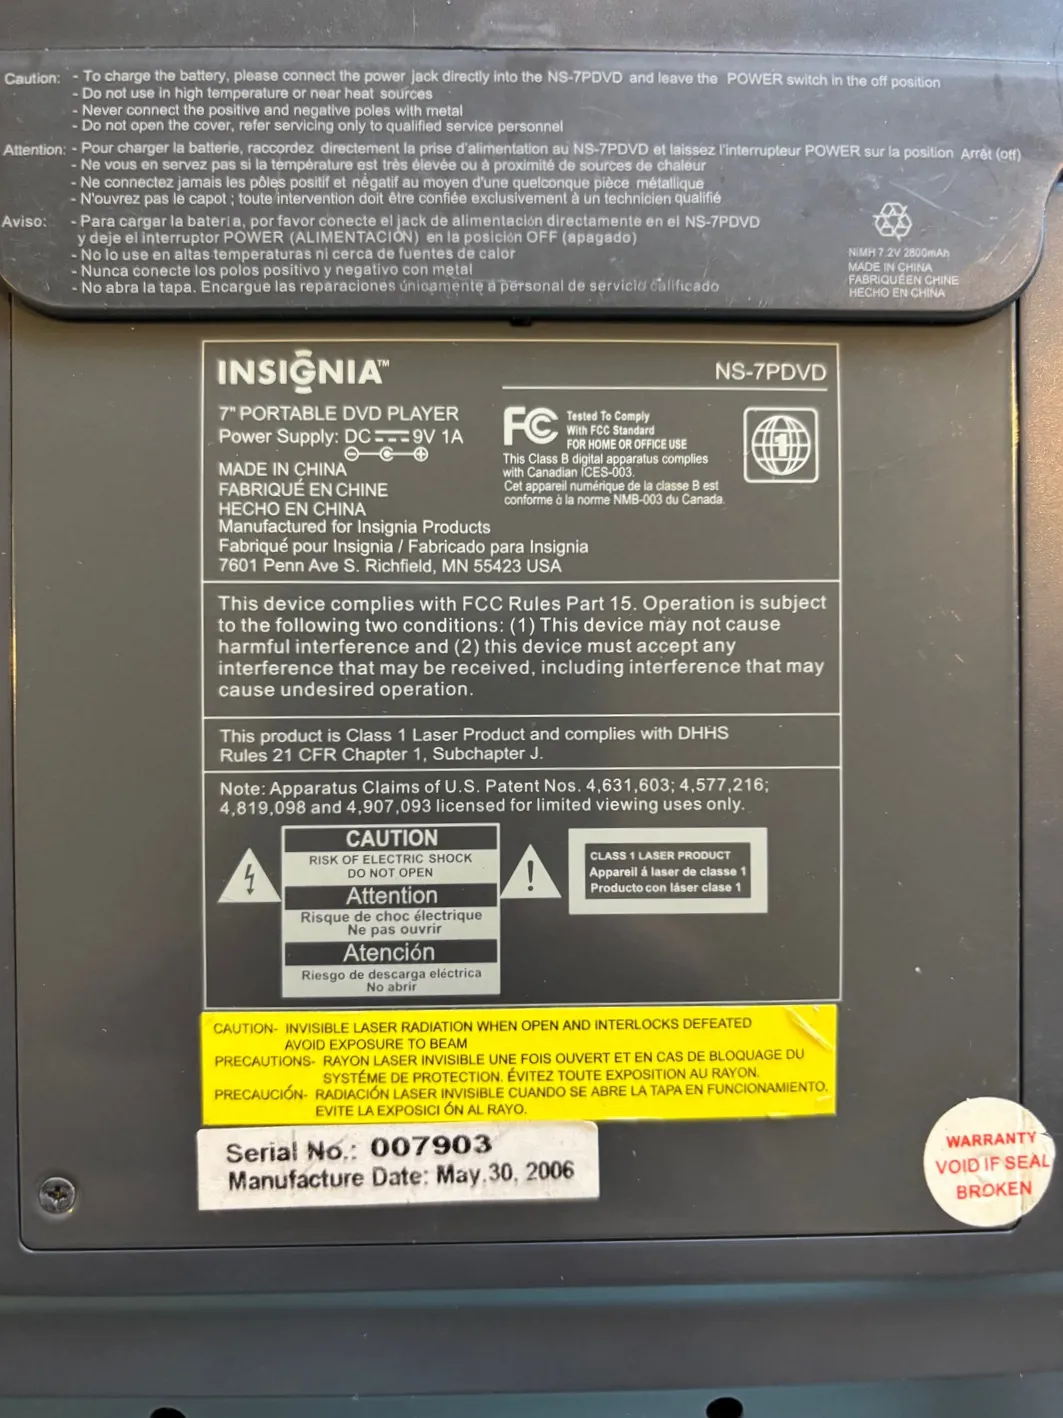 Caution: - To charge the battery, please connect the power jack directly into the NS-7PDVD and leave the POWER switch in the off position
- Do not use in high temperature or near heat sources
- Never connect the positive and negative poles with metal
- Do not open the cover, refer servicing only to qualified service personnel
Attention: - Pour charger la batterie, raccordez directement la prise d'alimentation au NS-7PDVD et laissez l'interrupteur POWER sur la position Arrêt (off)
- Ne vous en servez pas si la température est très élevée ou à proximité de sources de chaleur
- Ne connectez jamais les pôles positif et négatif au moyen d'une quelconque pièce métallique
- N'ouvrez pas le capot ; toute intervention doit être confiée exclusivement à un technicien qualifié
Aviso: - Para cargar la batería, por favor conecte el jack de alimentación directamente en el NS-7PDVD
y deje el interruptor POWER (ALIMENTACIÓN) en la posición OFF (apagado)
- No lo use en altas temperaturas ni cerca de fuentes de calor
- Nunca conecte los polos positivo y negativo con metal
- No abra la tapa. Encargue las reparaciones únicamente a personal de servicio calificado
NiMH 7.2V 2800mAh
MADE IN CHINA
FABRIQUÉEN CHINE
HECHO EN CHINA
INSIGNIA™
NS-7PDVD
7" PORTABLE DVD PLAYER
Power Supply: DC 9V 1A
MADE IN CHINA
FABRIQUÉ EN CHINE
HECHO EN CHINA
Manufactured for Insignia Products
Fabriqué pour Insignia / Fabricado para Insignia
7601 Penn Ave S. Richfield, MN 55423 USA
FC Tested To Comply
With FCC Standard
FOR HOME OR OFFICE USE
This Class B digital apparatus complies
with Canadian ICES-003.
Cet appareil numérique de la classe B est
conforme à la norme NMB-003 du Canada.
1
This device complies with FCC Rules Part 15. Operation is subject
to the following two conditions: (1) This device may not cause
harmful interference and (2) this device must accept any
interference that may be received, including interference that may
cause undesired operation.
This product is Class 1 Laser Product and complies with DHHS
Rules 21 CFR Chapter 1, Subchapter J.
Note: Apparatus Claims of U.S. Patent Nos. 4,631,603; 4,577,216;
4,819,098 and 4,907,093 licensed for limited viewing uses only.
CAUTION
RISK OF ELECTRIC SHOCK
DO NOT OPEN
Attention
Risque de choc électrique
Ne pas ouvrir
Atención
Riesgo de descarga eléctrica
No abrir
!
CLASS 1 LASER PRODUCT
Appareil á laser de classe 1
Producto con láser clase 1
CAUTION- INVISIBLE LASER RADIATION WHEN OPEN AND INTERLOCKS DEFEATED
AVOID EXPOSURE TO BEAM
PRECAUTIONS- RAYON LASER INVISIBLE UNE FOIS OUVERT ET EN CAS DE BLOQUAGE DU
SYSTÉME DE PROTECTION. ÉVITEZ TOUTE EXPOSITION AU RAYON.
PRECAUCIÓN- RADIACIÓN LASER INVISIBLE CUANDO SE ABRE LA TAPA EN FUNCIONAMIENTO.
EVITE LA EXPOSICI ÓN AL RAYO.
Serial No.: 007903
Manufacture Date: May.30, 2006
WARRANTY
VOID IF SEAL
BROKEN